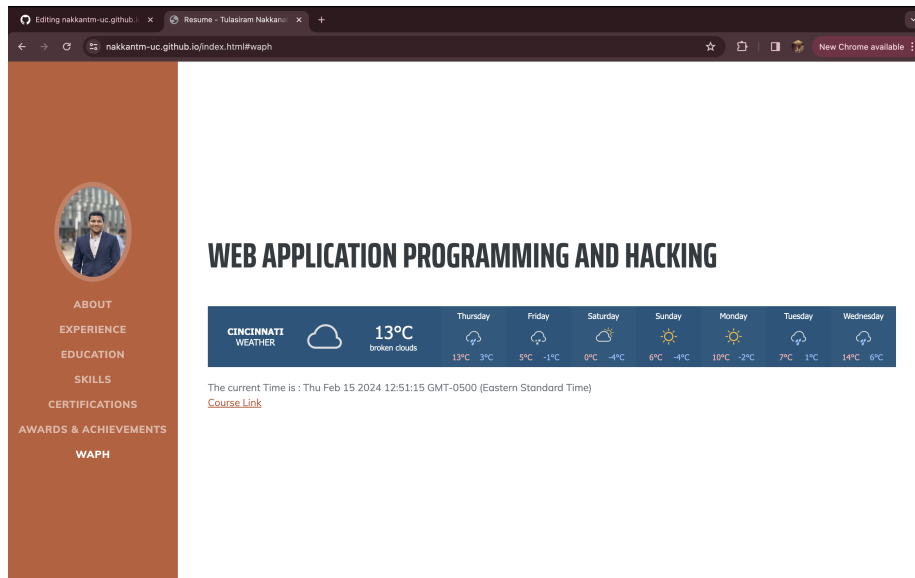 Editing nakkantm-uc.github.i
Resume - Tulasiram Nakkana
nakkantm-uc.github.io/index.html#waph
New Chrome available
ABOUT
EXPERIENCE
EDUCATION
SKILLS
CERTIFICATIONS
AWARDS & ACHIEVEMENTS
WAPH
WEB APPLICATION PROGRAMMING AND HACKING
CINCINNATI
WEATHER
13°C
broken clouds
Thursday Friday Saturday Sunday Monday Tuesday Wednesday
13°C 3°C 5°C -1°C 0°C -4°C 6°C -4°C 10°C -2°C 7°C 1°C 14°C 6°C
The current Time is : Thu Feb 15 2024 12:51:15 GMT-0500 (Eastern Standard Time)
Course Link